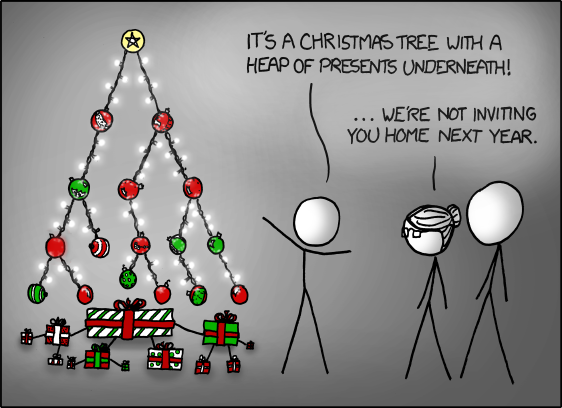 IT'S A CHRISTMAS TREE WITH A
HEAP OF PRESENTS UNDERNEATH!
... WE'RE NOT INVITING
YOU HOME NEXT YEAR.